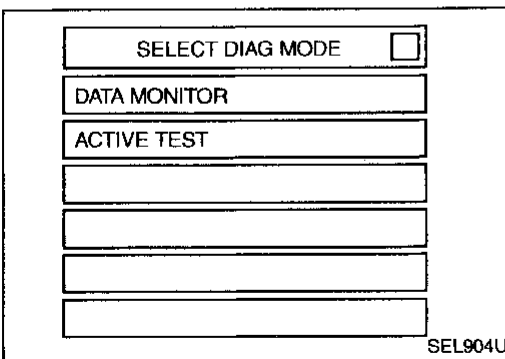 SELECT DIAG MODE
DATA MONITOR
ACTIVE TEST
SEL904U